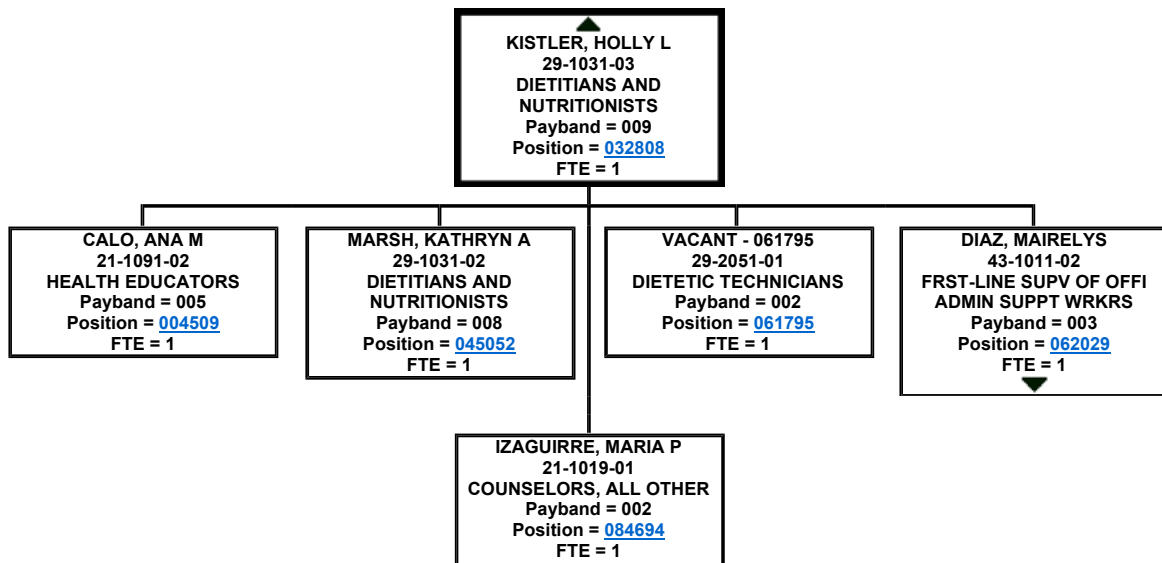 KISTLER, HOLLY L
29-1031-03
DIETITIANS AND
NUTRITIONISTS
Payband = 009
Position = 032808
FTE = 1
CALO, ANA M
21-1091-02
HEALTH EDUCATORS
Payband = 005
Position = 004509
FTE = 1
MARSH, KATHRYN A
29-1031-02
DIETITIANS AND
NUTRITIONISTS
Payband = 008
Position = 045052
FTE = 1
VACANT - 061795
29-2051-01
DIETETIC TECHNICIANS
Payband = 002
Position = 061795
FTE = 1
DIAZ, MAIRELYS
43-1011-02
FRST-LINE SUPV OF OFFI
ADMIN SUPPT WRKRS
Payband = 003
Position = 062029
FTE = 1
IZAGUIRRE, MARIA P
21-1019-01
COUNSELORS, ALL OTHER
Payband = 002
Position = 084694
FTE = 1